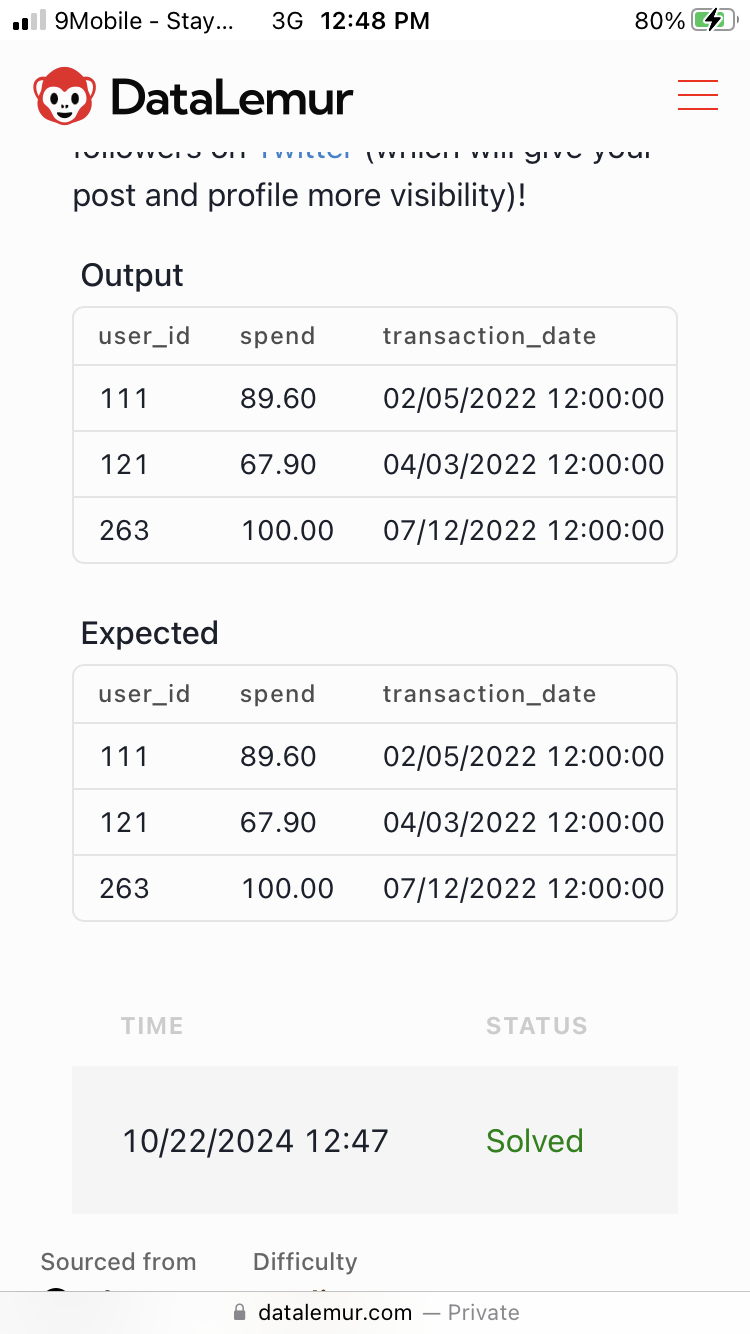 9Mobile - Stay... 3G 12:48 PM 80%
DataLemur
followers on Twitter (which will give your
post and profile more visibility)!
Output
user_id spend transaction_date
111 89.60 02/05/2022 12:00:00
121 67.90 04/03/2022 12:00:00
263 100.00 07/12/2022 12:00:00
Expected
user_id spend transaction_date
111 89.60 02/05/2022 12:00:00
121 67.90 04/03/2022 12:00:00
263 100.00 07/12/2022 12:00:00
TIME STATUS
10/22/2024 12:47 Solved
Sourced from Difficulty
datalemur.com — Private